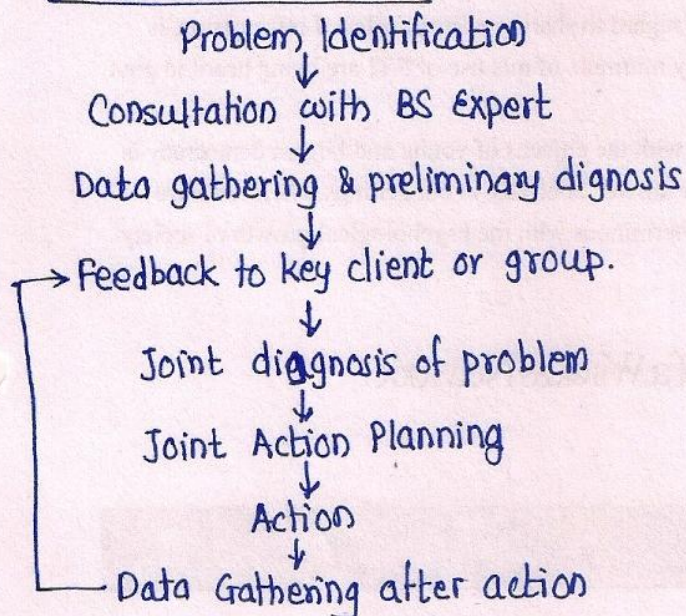 Problem Identification
Consultation with BS Expert
Data gathering & preliminary dignosis
Feedback to key client or group.
Joint diagnosis of problem
Joint Action Planning
Action
Data Gathering after action